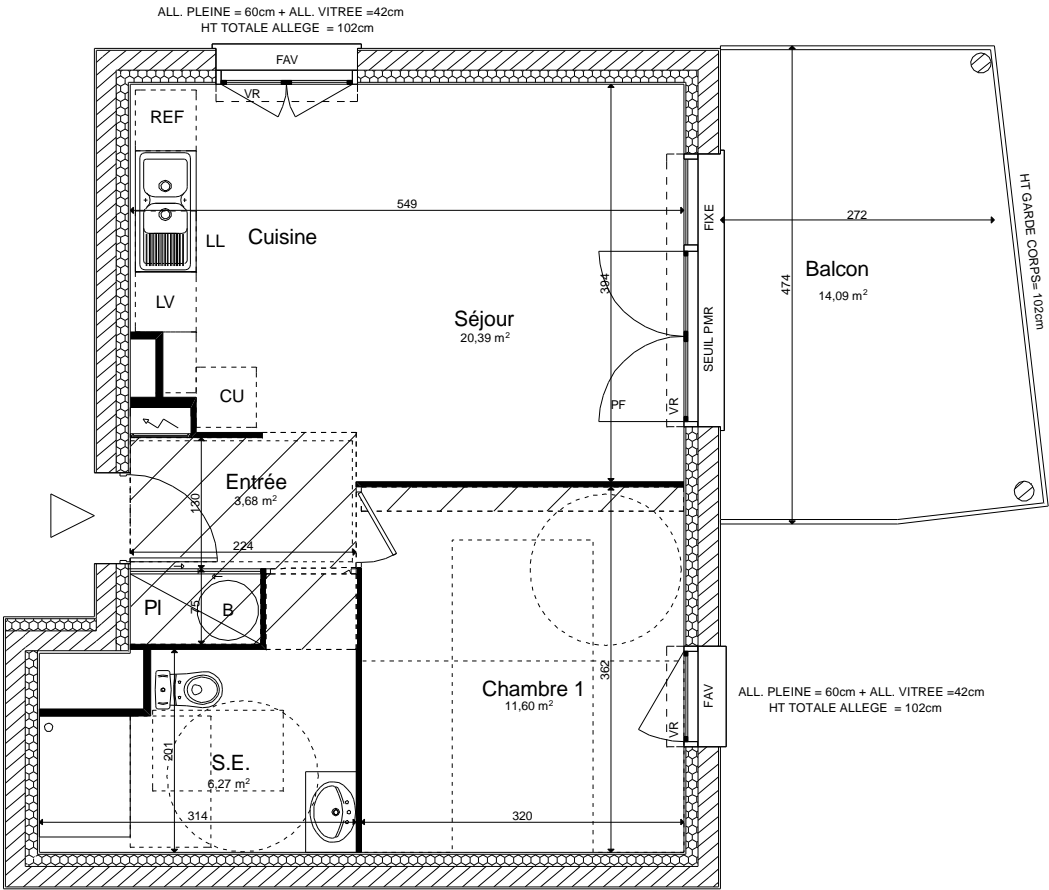 ALL. PLEINE = 60cm + ALL. VITREE =42cm
HT TOTALE ALLEGE = 102cm
FAV
VR
REF
549
LL
Cuisine
LV
Séjour
20,39 m²
394
FIXE
SEUIL PMR
272
Balcon
14,09 m²
474
HT GARDE CORPS= 102cm
CU
PF
VR
Entrée
3,68 m²
130
224
PI
75
B
362
Chambre 1
11,60 m²
FAV
VR
ALL. PLEINE = 60cm + ALL. VITREE =42cm
HT TOTALE ALLEGE = 102cm
201
S.E.
6,27 m²
314
320